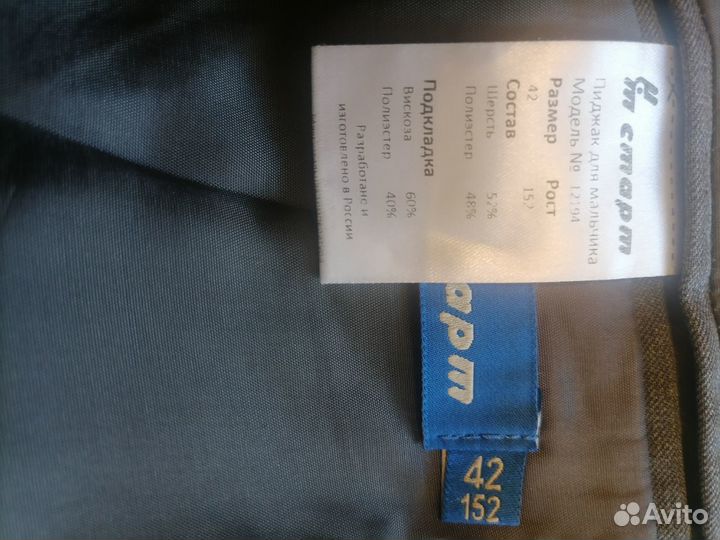 старт
Пиджак для мальчика
Модель № 12194
Размер Рост
42 152
Состав
Шерсть 52%
Полиэстер 48%
Подкладка
Вискоза 60%
Полиэстер 40%
Разработано и
изготовлено в России
тарт
42
152
Avito